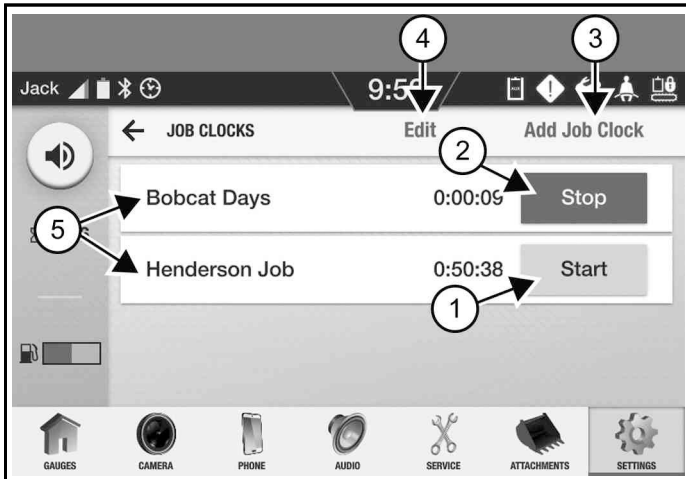 4
3
Jack
9:5
JOB CLOCKS
Edit
Add Job Clock
2
Bobcat Days
0:00:09
Stop
5
Henderson Job
0:50:38
Start
1
GAUGES
CAMERA
PHONE
AUDIO
SERVICE
ATTACHMENTS
SETTINGS